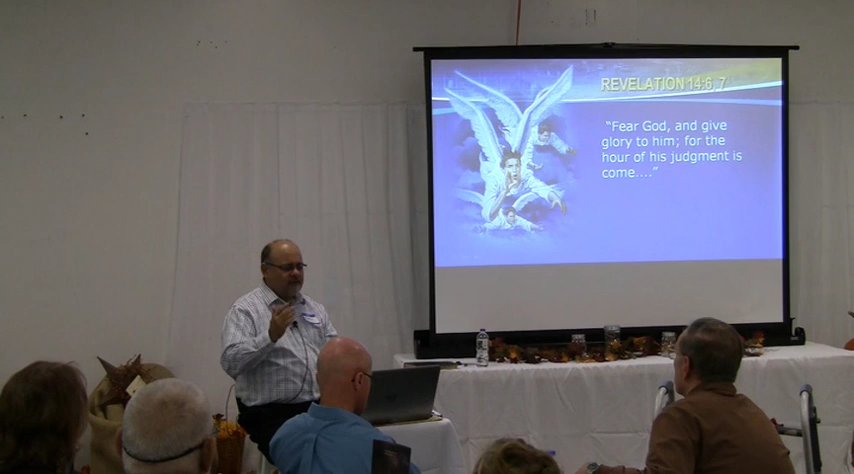 REVELATION 14:6, 7
“Fear God, and give
glory to him; for the
hour of his judgment is
come....”